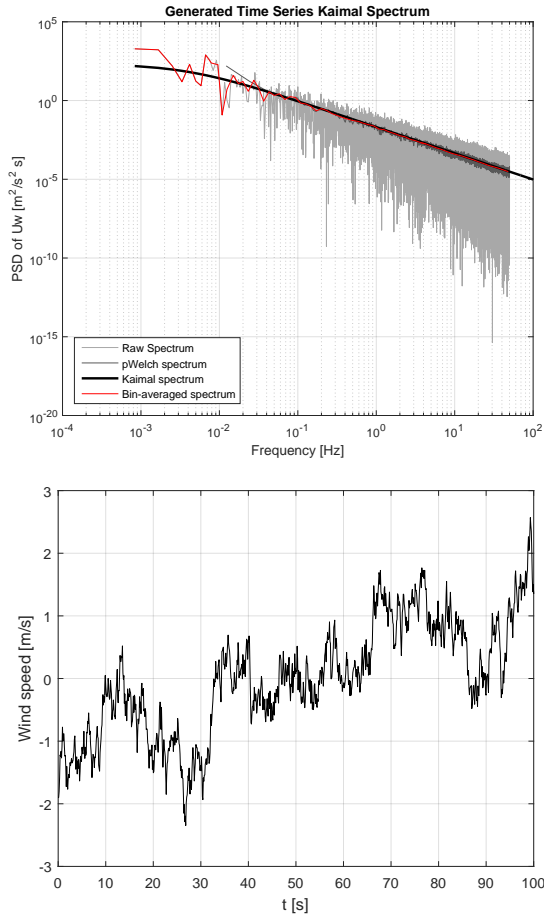 Generated Time Series Kaimal Spectrum
10^5
10^0
10^-5
10^-10
10^-15
10^-20
PSD of Uw [m^2/s^2 s]
Raw Spectrum
pWelch spectrum
Kaimal spectrum
Bin-averaged spectrum
10^-4 10^-3 10^-2 10^-1 10^0 10^1 10^2
Frequency [Hz]
3
2
1
0
-1
-2
-3
Wind speed [m/s]
0 10 20 30 40 50 60 70 80 90 100
t [s]